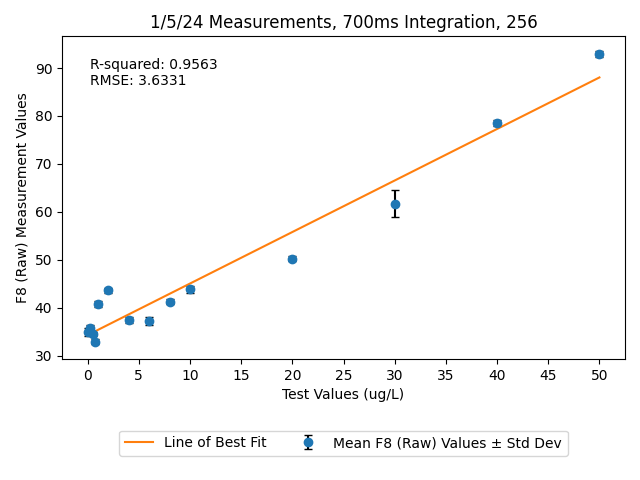 1/5/24 Measurements, 700ms Integration, 256
R-squared: 0.9563
RMSE: 3.6331
F8 (Raw) Measurement Values
90
80
70
60
50
40
30
0 5 10 15 20 25 30 35 40 45 50
Test Values (ug/L)
Line of Best Fit
Mean F8 (Raw) Values ± Std Dev